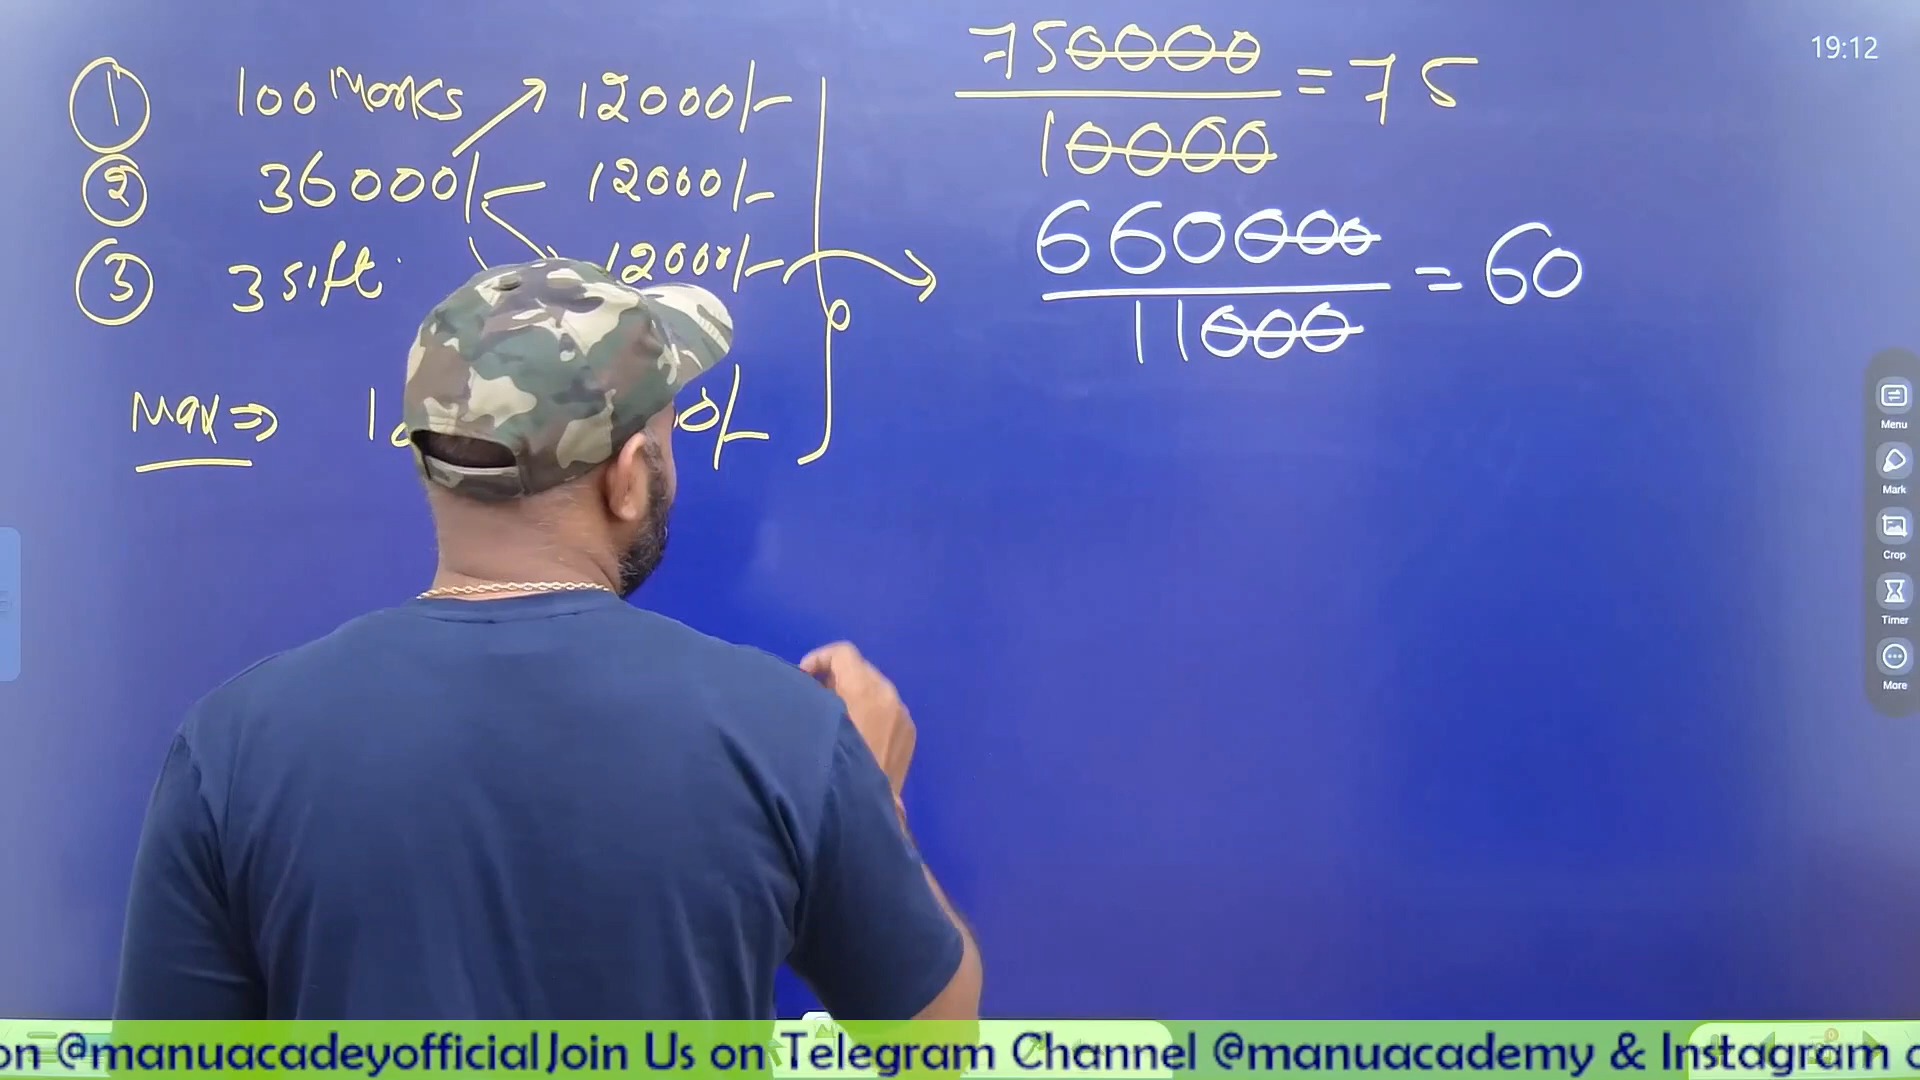 ① 100 Marks 12000/-
② 36000/- 12000/-
③ 3 sift 12000/-
Max ⇒
750000
10000
= 75
660000
11000
= 60
19:12
Menu
Mark
Crop
Timer
More
on @manuacadeyofficial Join Us on Telegram Channel @manuacademy & Instagram